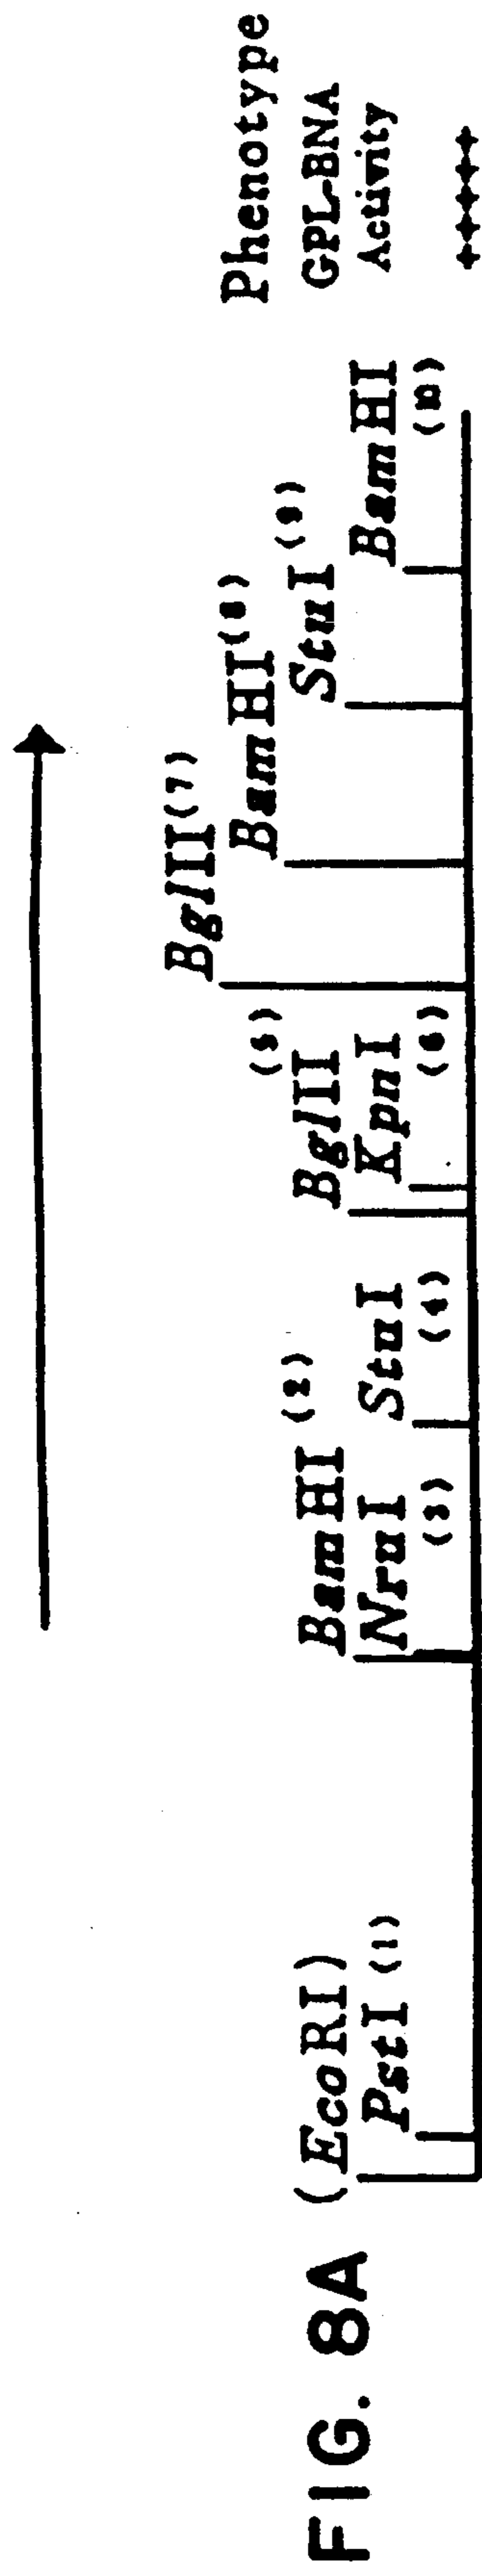 FIG. 8A
(EcoRI)
PstI (1)
BamHI (2)
NruI
(3)
StuI
(4)
(5)
BglII
KpnI
(6)
BglII(7)
BamHI(8)
StuI(9)
BamHI
(10)
Phenotype
GPL-BNA
Activity
+++++